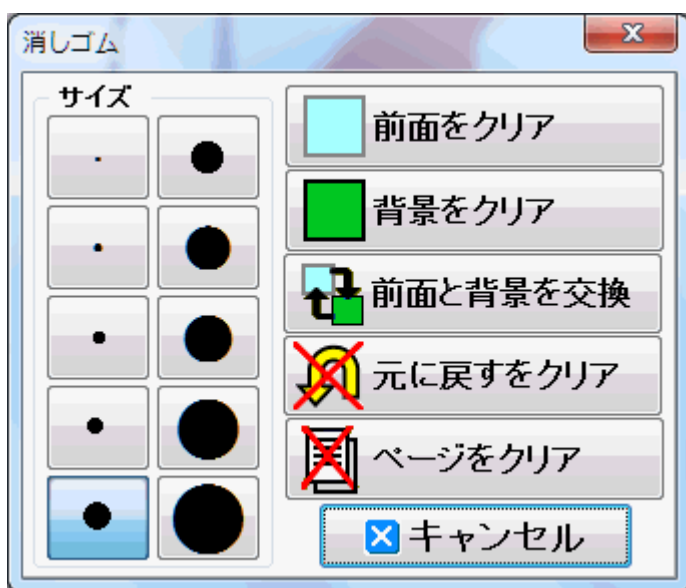 消しゴム
サイズ
前面をクリア
背景をクリア
前面と背景を交換
元に戻すをクリア
ページをクリア
キャンセル